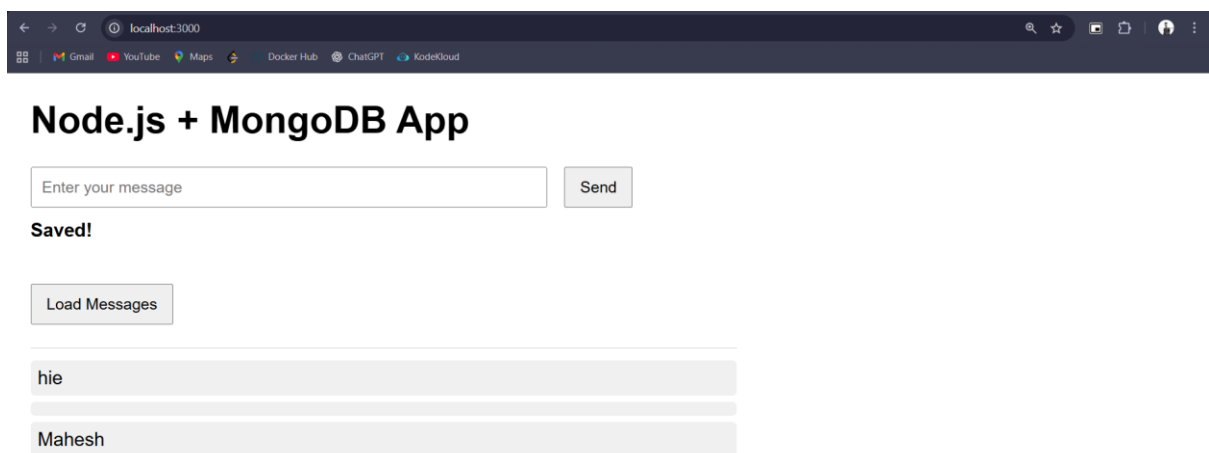 localhost:3000
Gmail YouTube Maps Docker Hub ChatGPT KodeKloud
Node.js + MongoDB App
Enter your message Send
Saved!
Load Messages
hie
Mahesh